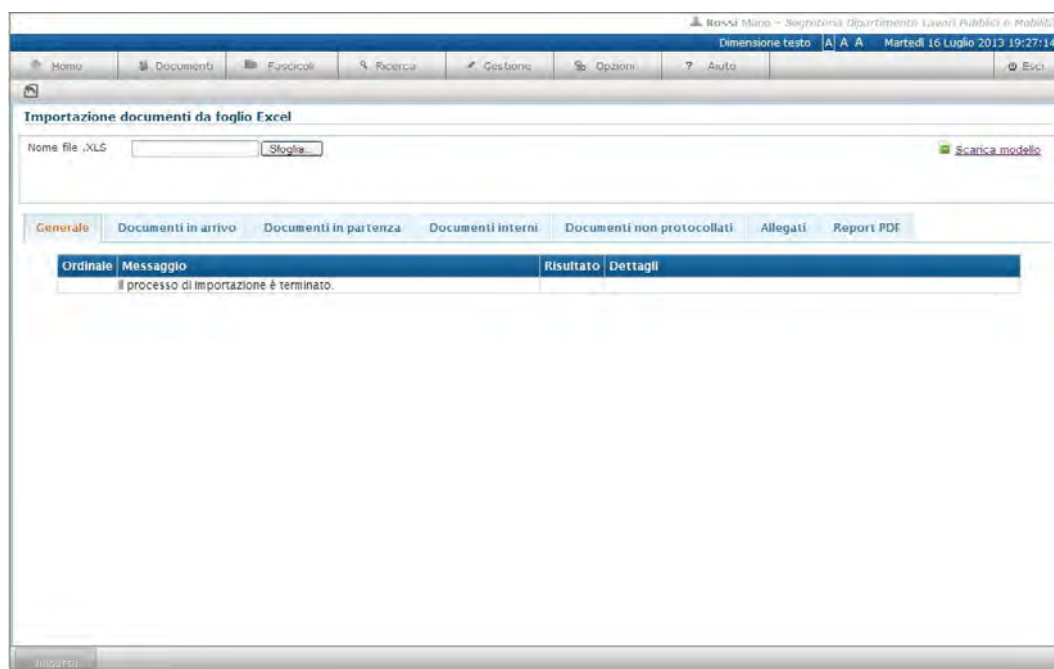 Rossi Mario - Segreteria Dipartimento Lavori Pubblici e Mobilità
Dimensione testo A A A Martedì 16 Luglio 2013 19:27:14
Home Documenti Fascicoli Ricerca Gestione Opzioni ? Aiuto Esci
Importazione documenti da foglio Excel
Nome file .XLS Sfoglia... Scarica modello
Generale Documenti in arrivo Documenti in partenza Documenti interni Documenti non protocollati Allegati Report PDF
Ordinale Messaggio Risultato Dettagli
Il processo di importazione è terminato.
Importa